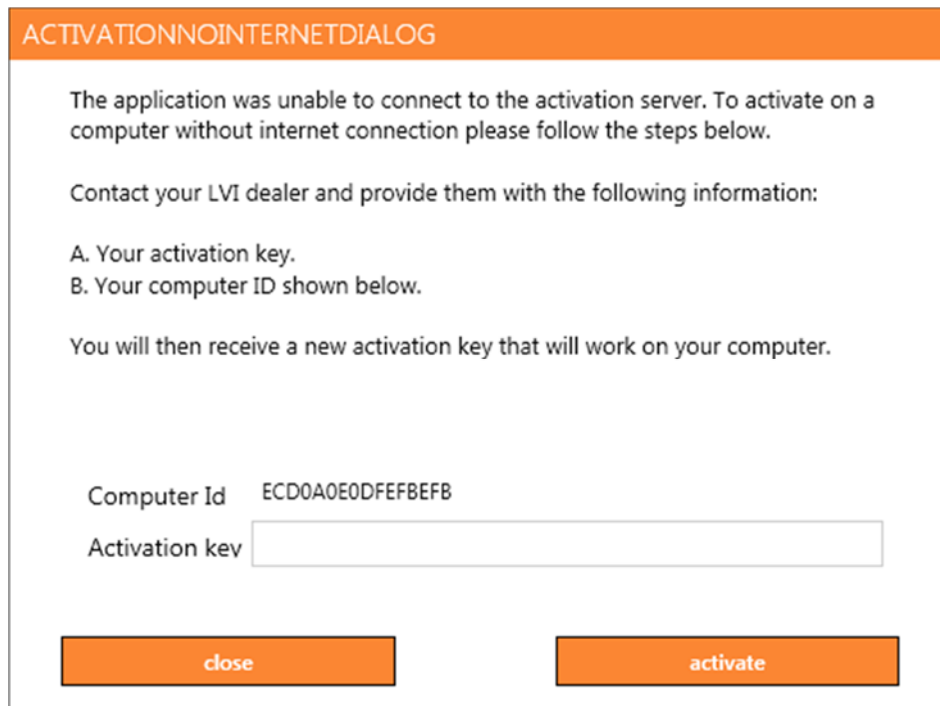 ACTIVATIONNOINTERNETDIALOG
The application was unable to connect to the activation server. To activate on a
computer without internet connection please follow the steps below.
Contact your LVI dealer and provide them with the following information:
A. Your activation key.
B. Your computer ID shown below.
You will then receive a new activation key that will work on your computer.
Computer Id ECD0A0E0DFEFBEFB
Activation key
close activate